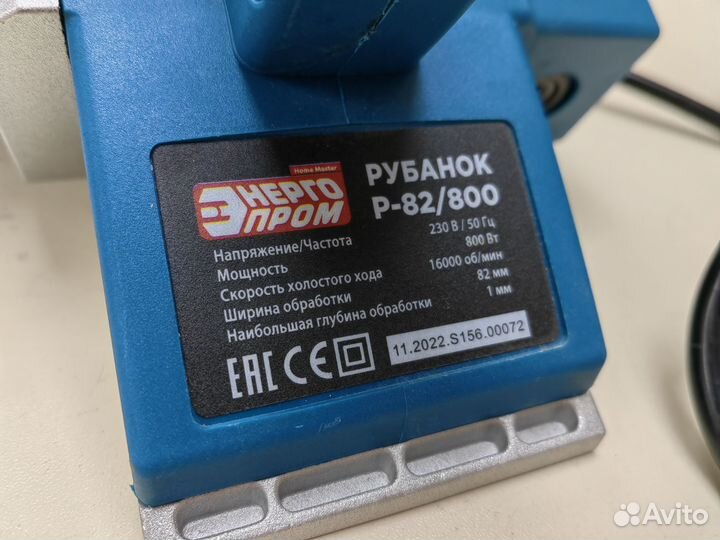 Home Master
ЭНЕРГО
ПРОМ
РУБАНОК
Р-82/800
Напряжение/Частота 230 В / 50 Гц
Мощность 800 Вт
Скорость холостого хода 16000 об/мин
Ширина обработки 82 мм
Наибольшая глубина обработки 1 мм
EAC CE 11.2022.S156.00072
Avito